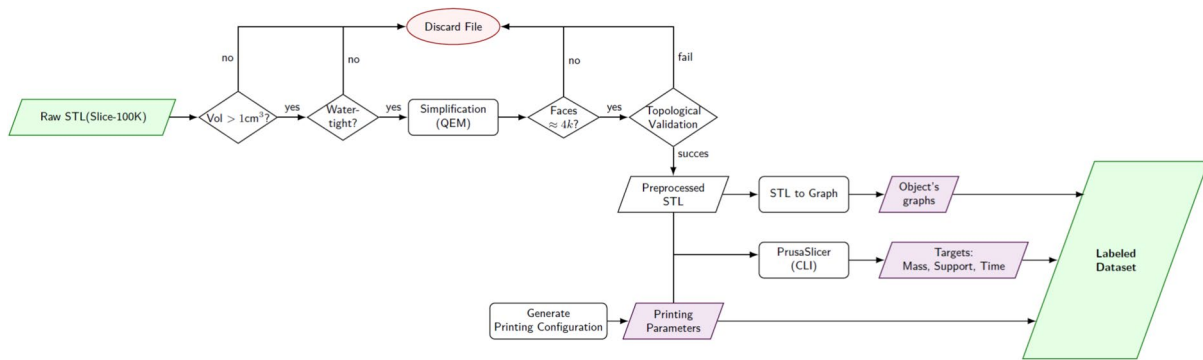 Discard File
no
no
no
fail
Raw STL(Slice-100K)
Vol > 1cm³?
yes
Water-
tight?
yes
Simplification
(QEM)
Faces
≈ 4k?
yes
Topological
Validation
succes
Preprocessed
STL
STL to Graph
Object's
graphs
PrusaSlicer
(CLI)
Targets:
Mass, Support, Time
Labeled
Dataset
Generate
Printing Configuration
Printing
Parameters